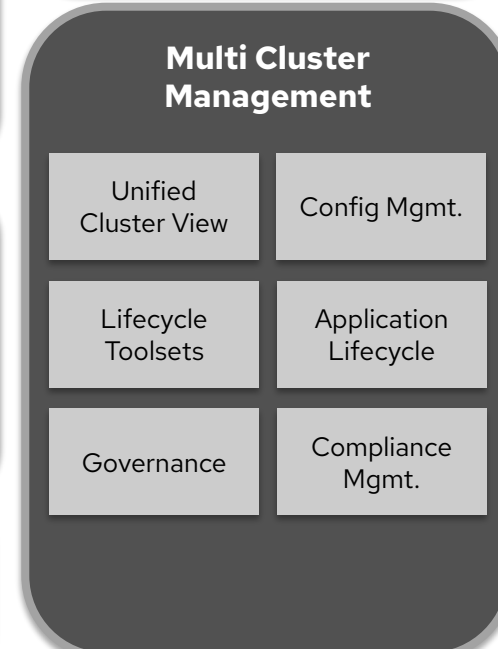 Multi Cluster
Management
Unified
Cluster View
Config Mgmt.
Lifecycle
Toolsets
Application
Lifecycle
Governance
Compliance
Mgmt.